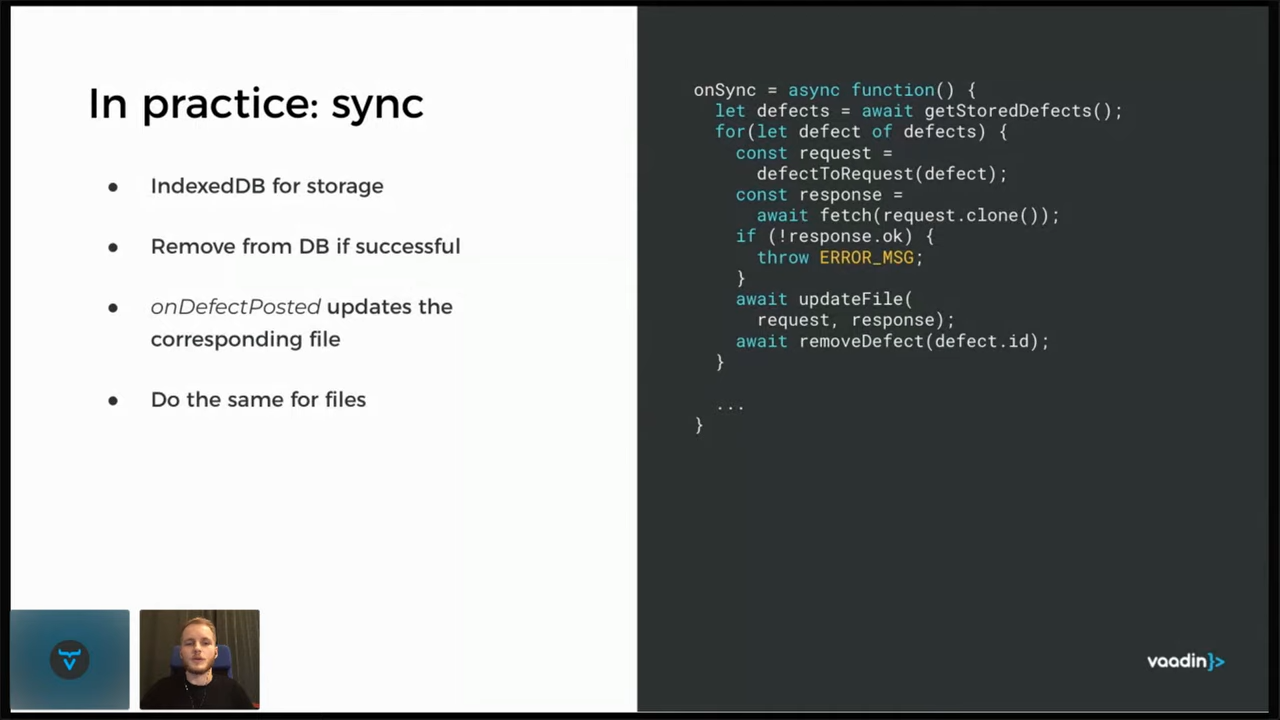 In practice: sync
● IndexedDB for storage
● Remove from DB if successful
● onDefectPosted updates the
corresponding file
● Do the same for files
onSync = async function() {
let defects = await getStoredDefects();
for(let defect of defects) {
const request =
defectToRequest(defect);
const response =
await fetch(request.clone());
if (!response.ok) {
throw ERROR_MSG;
}
await updateFile(
request, response);
await removeDefect(defect.id);
}
...
}
vaadin}>